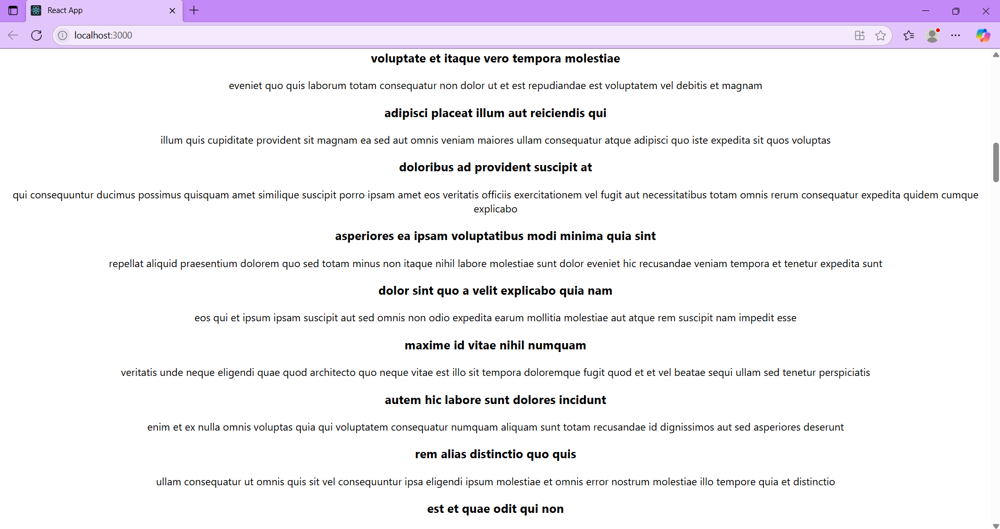 React App
localhost:3000
voluptate et itaque vero tempora molestiae
eveniet quo quis laborum totam consequatur non dolor ut et est repudiandae est voluptatem vel debitis et magnam
adipisci placeat illum aut reiciendis qui
illum quis cupiditate provident sit magnam ea sed aut omnis veniam maiores ullam consequatur atque adipisci quo iste expedita sit quos voluptas
doloribus ad provident suscipit at
qui consequuntur ducimus possimus quisquam amet similique suscipit porro ipsam amet eos veritatis officiis exercitationem vel fugit aut necessitatibus totam omnis rerum consequatur expedita quidem cumque
explicabo
asperiores ea ipsam voluptatibus modi minima quia sint
repellat aliquid praesentium dolorem quo sed totam minus non itaque nihil labore molestiae sunt dolor eveniet hic recusandae veniam tempora et tenetur expedita sunt
dolor sint quo a velit explicabo quia nam
eos qui et ipsum ipsam suscipit aut sed omnis non odio expedita earum mollitia molestiae aut atque rem suscipit nam impedit esse
maxime id vitae nihil numquam
veritatis unde neque eligendi quae quod architecto quo neque vitae est illo sit tempora doloremque fugit quod et et vel beatae sequi ullam sed tenetur perspiciatis
autem hic labore sunt dolores incidunt
enim et ex nulla omnis voluptas quia qui voluptatem consequatur numquam aliquam sunt totam recusandae id dignissimos aut sed asperiores deserunt
rem alias distinctio quo quis
ullam consequatur ut omnis quis sit vel consequuntur ipsa eligendi ipsum molestiae et omnis error nostrum molestiae illo tempore quia et distinctio
est et quae odit qui non